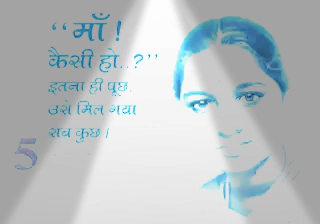 “माँ !
कैसी हो..?”
इतना ही पूछ
उसे मिल गया
सब कुछ।
5